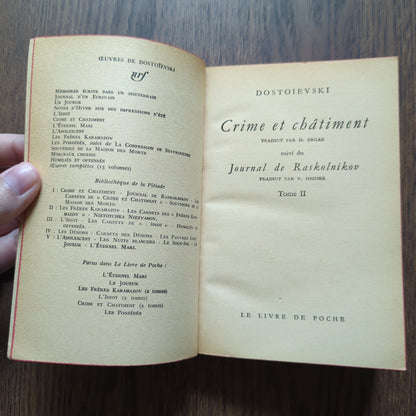 ŒUVRES DE DOSTOÏEVSKI
nrf
MÉMOIRES ÉCRITS DANS UN SOUTERRAIN
JOURNAL D'UN ÉCRIVAIN
UN JOUEUR
NOTES D'HIVER SUR DES IMPRESSIONS D'ÉTÉ
L'IDIOT
CRIME ET CHATIMENT
L'ÉTERNEL MARI
L'ADOLESCENT
LES FRÈRES KARAMAZOV
LES POSSÉDÉS, suivi de LA CONFESSION DE STAVROGUINE
SOUVENIRS DE LA MAISON DES MORTS
MONSIEUR PROHARTCHINE
HUMILIÉS ET OFFENSÉS
Œuvres complètes (15 volumes)
Bibliothèque de la Pléiade
I : CRIME ET CHATIMENT - JOURNAL DE RASKOLNIKOV - LES
CARNETS DE « CRIME ET CHATIMENT » - SOUVENIRS DE LA
MAISON DES MORTS.
II : LES FRÈRES KARAMAZOV - LES CARNETS DES « FRÈRES KARA-
MAZOV » - NIETOTCHKA NIEZVANOV.
III : L'IDIOT - LES CARNETS DE « L'IDIOT » - HUMILIÉS ET
OFFENSÉS.
IV : LES DÉMONS - CARNETS DES DÉMONS - LES PAUVRES GENS.
V : L'ADOLESCENT - LES NUITS BLANCHES - LE SOUS-SOL - LE
JOUEUR - L'ÉTERNEL MARI.
Parus dans Le Livre de Poche :
L'ÉTERNEL MARI
LE JOUEUR
LES FRÈRES KARAMAZOV (2 tomes)
L'IDIOT (2 tomes)
CRIME ET CHATIMENT (2 tomes)
LES POSSÉDÉS
DOSTOIEVSKI
Crime et châtiment
TRADUIT PAR D. ERGAZ
suivi du
Journal de Raskolnikov
TRADUIT PAR V. POZNER
Tome II
LE LIVRE DE POCHE